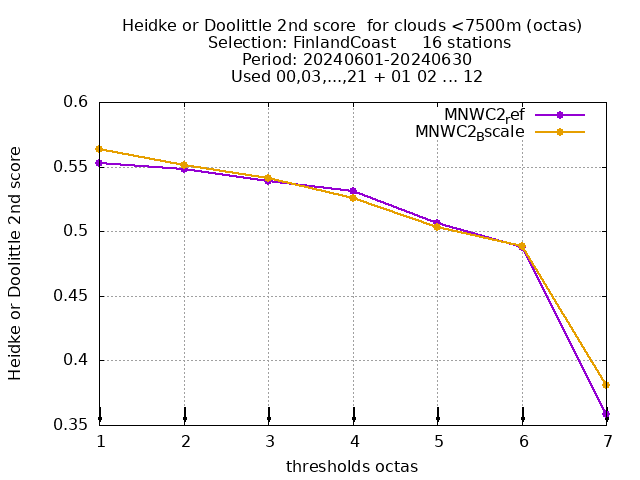 Heidke or Doolittle 2nd score  for clouds <7500m (octas)
Selection: FinlandCoast     16 stations
Period: 20240601-20240630
Used 00,03,...,21 + 01 02 ... 12
MNWC2ref
MNWC2Bscale
0.6
0.55
0.5
0.45
0.4
0.35
Heidke or Doolittle 2nd score
1 2 3 4 5 6 7
thresholds octas